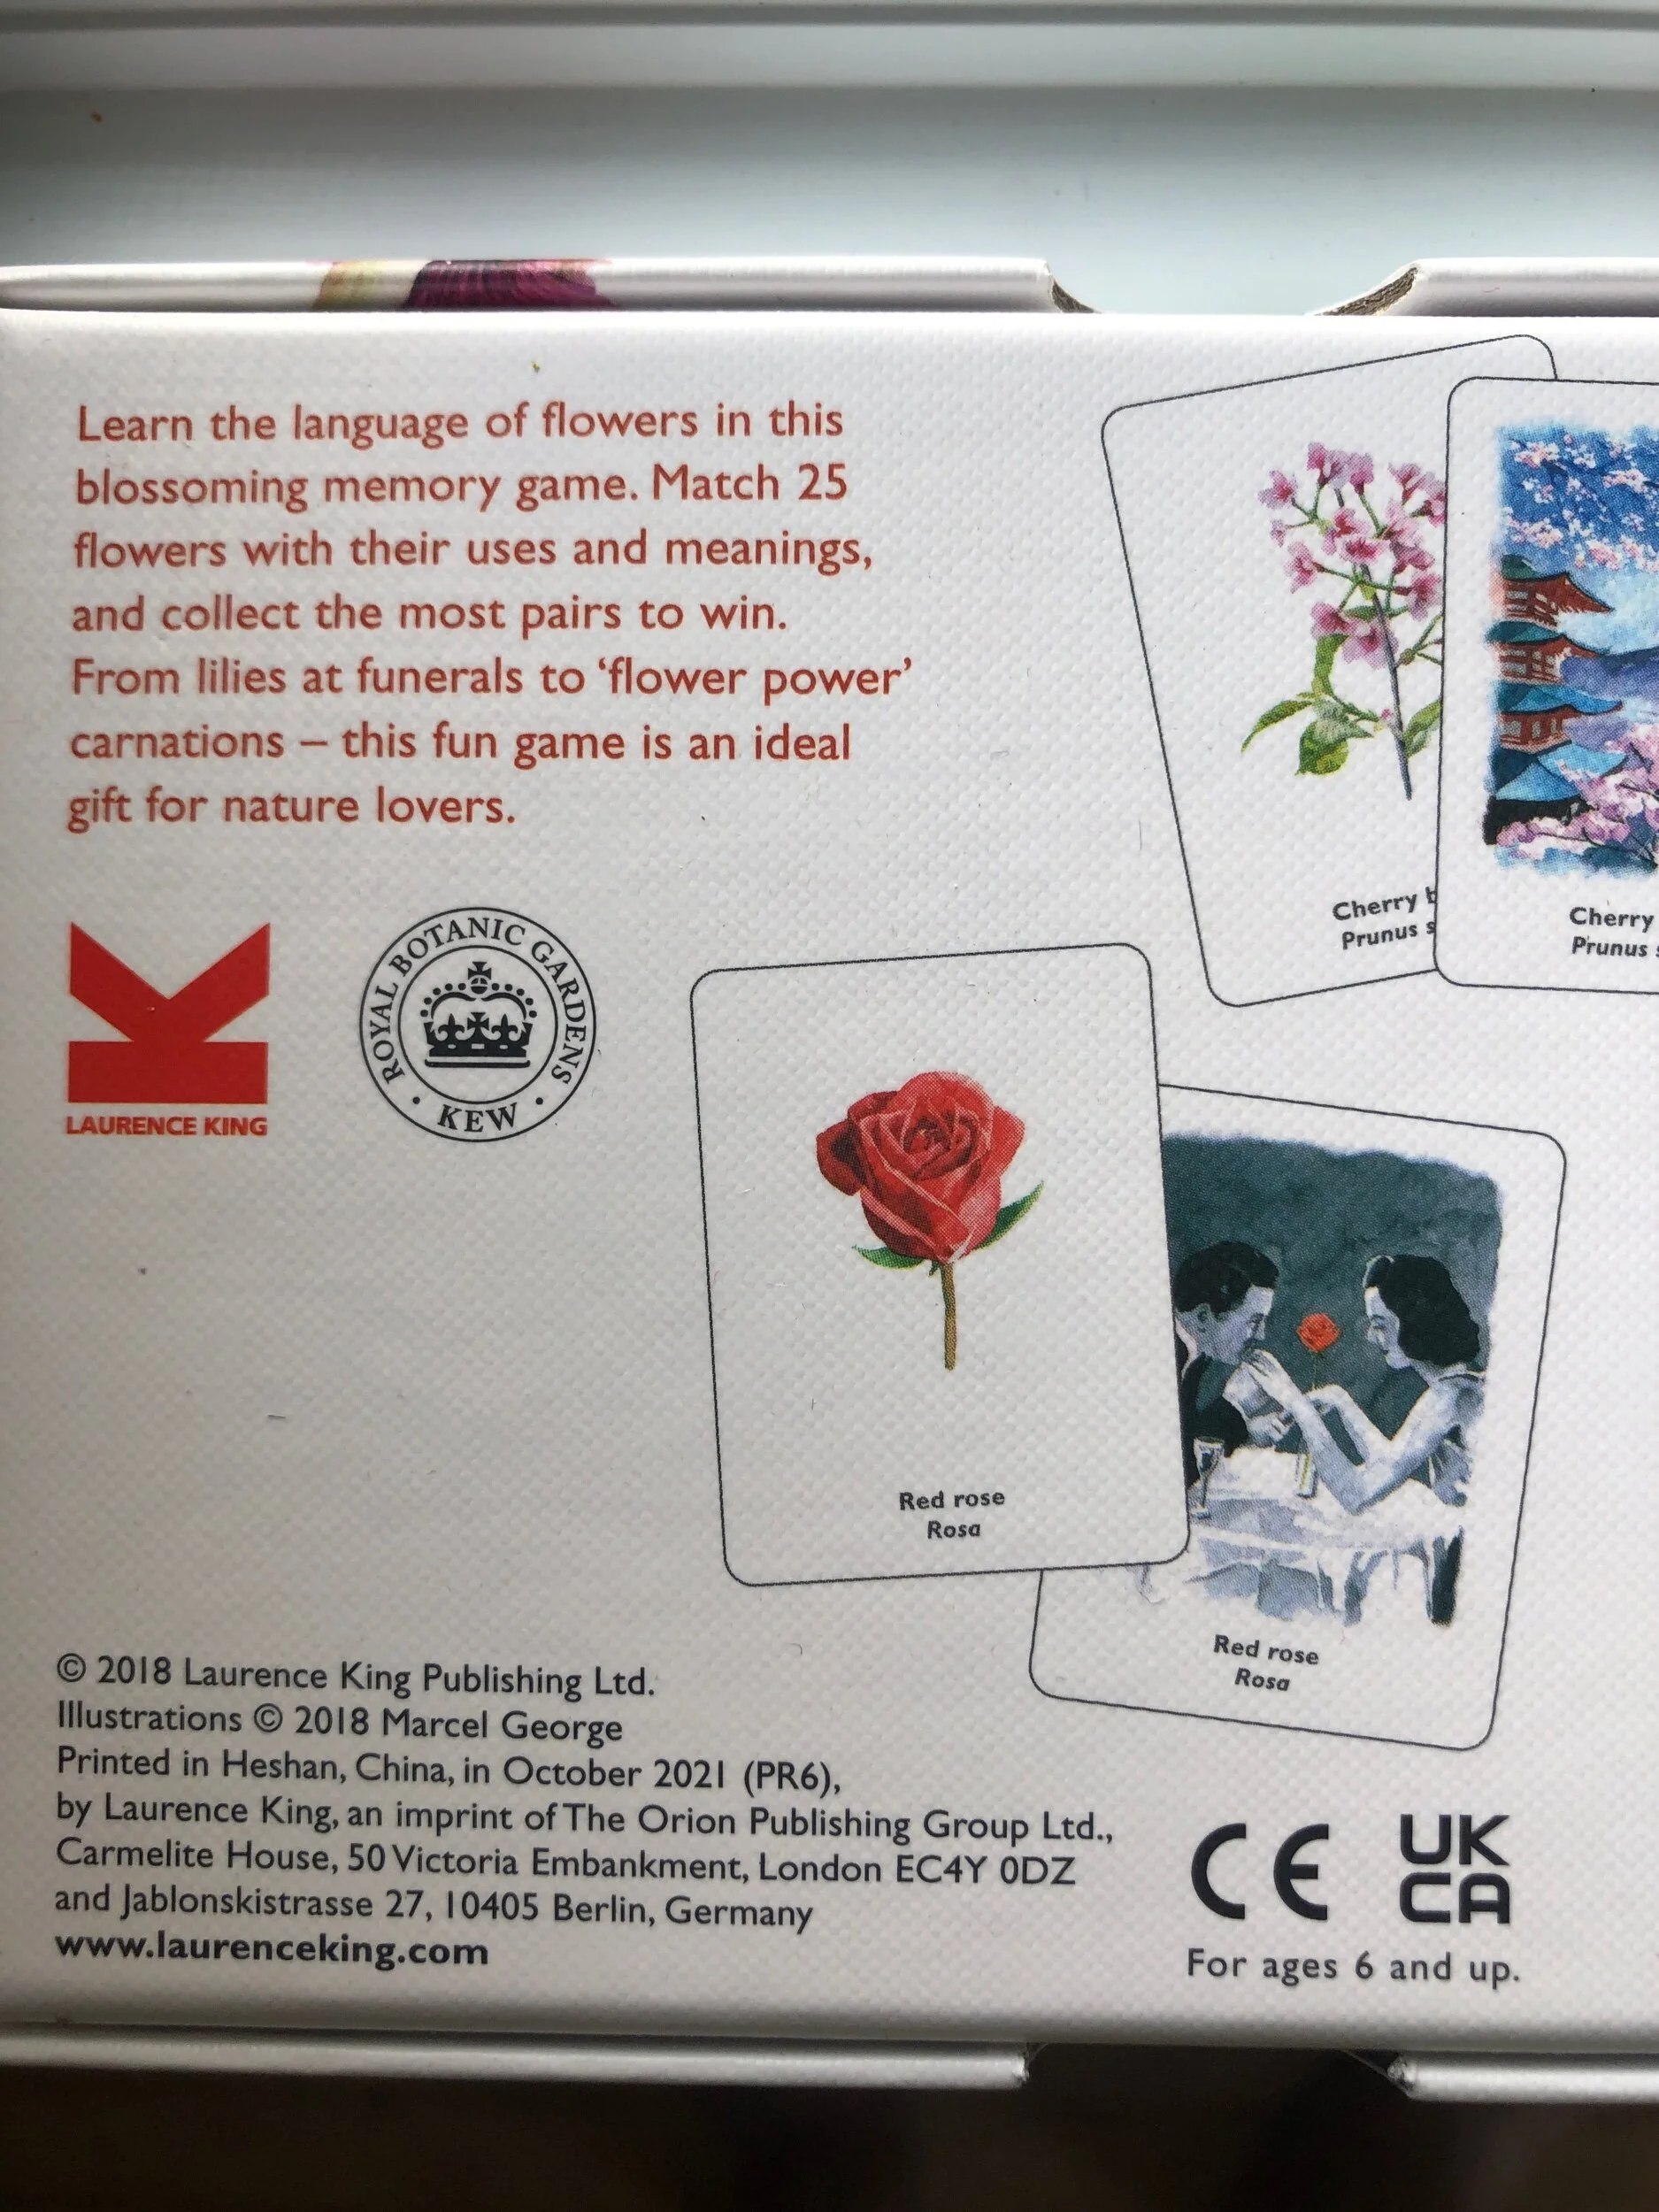 Learn the language of flowers in this
blossoming memory game. Match 25
flowers with their uses and meanings,
and collect the most pairs to win.
From lilies at funerals to ‘flower power’
carnations – this fun game is an ideal
gift for nature lovers.
LAURENCE KING
ROYAL BOTANIC GARDENS
· KEW ·
Cherry
Prunus
Cherry
Prunus
Red rose
Rosa
Red rose
Rosa
© 2018 Laurence King Publishing Ltd.
Illustrations © 2018 Marcel George
Printed in Heshan, China, in October 2021 (PR6),
by Laurence King, an imprint of The Orion Publishing Group Ltd.,
Carmelite House, 50 Victoria Embankment, London EC4Y 0DZ
and Jablonskistrasse 27, 10405 Berlin, Germany
www.laurenceking.com
CE
UK
CA
For ages 6 and up.